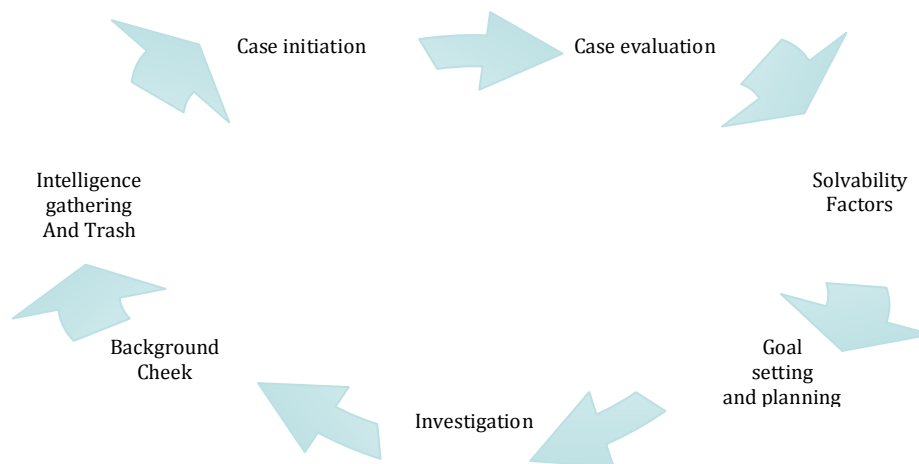 Case initiation
Case evaluation
Solvability
Factors
Goal
setting
and planning
Investigation
Background
Cheek
Intelligence
gathering
And Trash